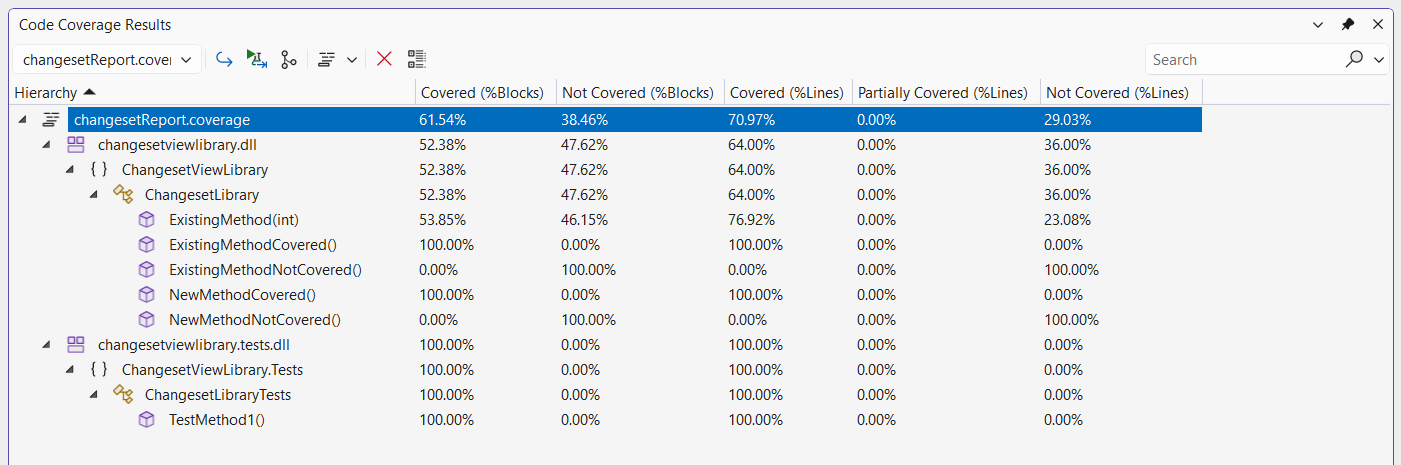 Code Coverage Results
changesetReport.cover
Search
Hierarchy Covered (%Blocks) Not Covered (%Blocks) Covered (%Lines) Partially Covered (%Lines) Not Covered (%Lines)
changesetReport.coverage 61.54% 38.46% 70.97% 0.00% 29.03%
changesetviewlibrary.dll 52.38% 47.62% 64.00% 0.00% 36.00%
{ } ChangesetViewLibrary 52.38% 47.62% 64.00% 0.00% 36.00%
ChangesetLibrary 52.38% 47.62% 64.00% 0.00% 36.00%
ExistingMethod(int) 53.85% 46.15% 76.92% 0.00% 23.08%
ExistingMethodCovered() 100.00% 0.00% 100.00% 0.00% 0.00%
ExistingMethodNotCovered() 0.00% 100.00% 0.00% 0.00% 100.00%
NewMethodCovered() 100.00% 0.00% 100.00% 0.00% 0.00%
NewMethodNotCovered() 0.00% 100.00% 0.00% 0.00% 100.00%
changesetviewlibrary.tests.dll 100.00% 0.00% 100.00% 0.00% 0.00%
{ } ChangesetViewLibrary.Tests 100.00% 0.00% 100.00% 0.00% 0.00%
ChangesetLibraryTests 100.00% 0.00% 100.00% 0.00% 0.00%
TestMethod1() 100.00% 0.00% 100.00% 0.00% 0.00%